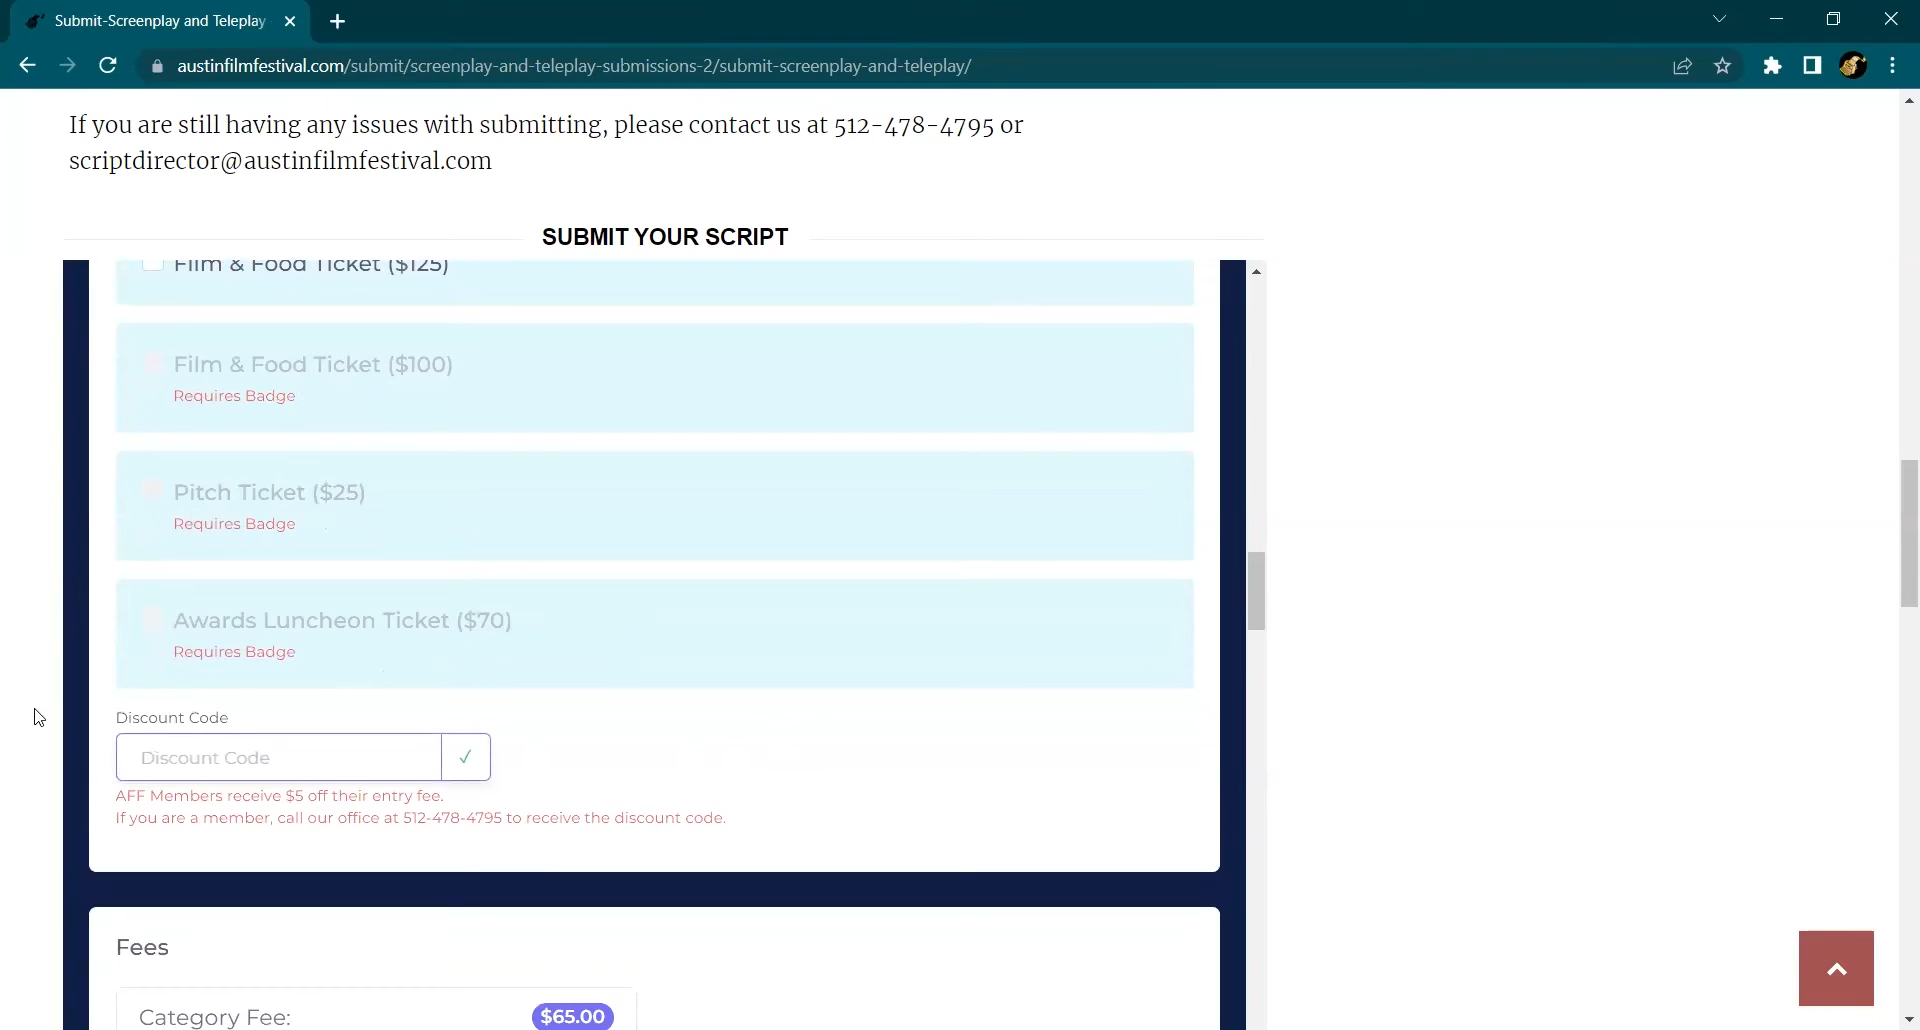 Submit-Screenplay and Teleplay
austinfilmfestival.com/submit/screenplay-and-teleplay-submissions-2/submit-screenplay-and-teleplay/
If you are still having any issues with submitting, please contact us at 512-478-4795 or
scriptdirector@austinfilmfestival.com
SUBMIT YOUR SCRIPT
Film & Food Ticket ($125)
Film & Food Ticket ($100)
Requires Badge
Pitch Ticket ($25)
Requires Badge
Awards Luncheon Ticket ($70)
Requires Badge
Discount Code
Discount Code
AFF Members receive $5 off their entry fee.
If you are a member, call our office at 512-478-4795 to receive the discount code.
Fees
Category Fee: $65.00